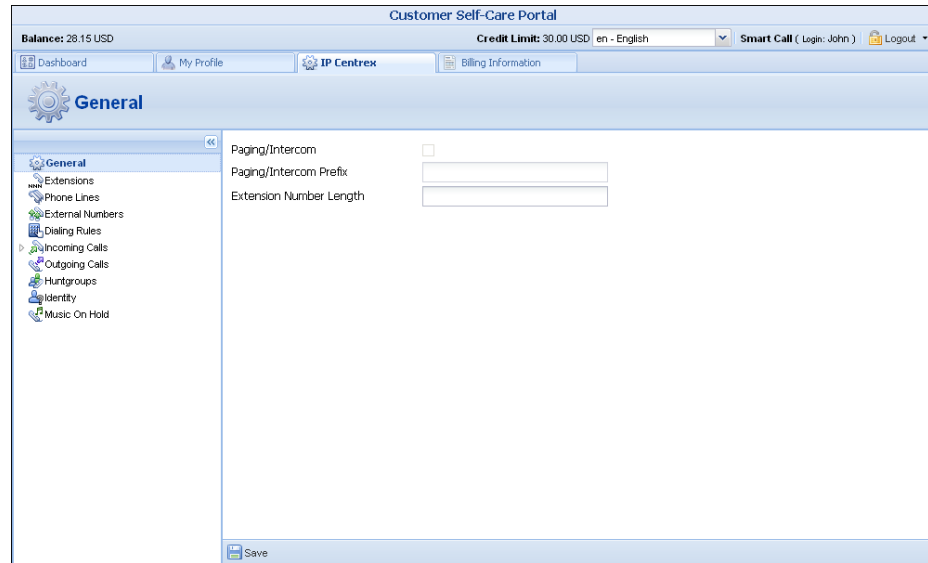 Customer Self-Care Portal
Balance: 28.15 USD Credit Limit: 30.00 USD en - English Smart Call ( Login: John ) Logout
Dashboard My Profile IP Centrex Billing Information
General
General
Extensions
Phone Lines
External Numbers
Dialing Rules
Incoming Calls
Outgoing Calls
Huntgroups
Identity
Music On Hold
Paging/Intercom
Paging/Intercom Prefix
Extension Number Length
Save